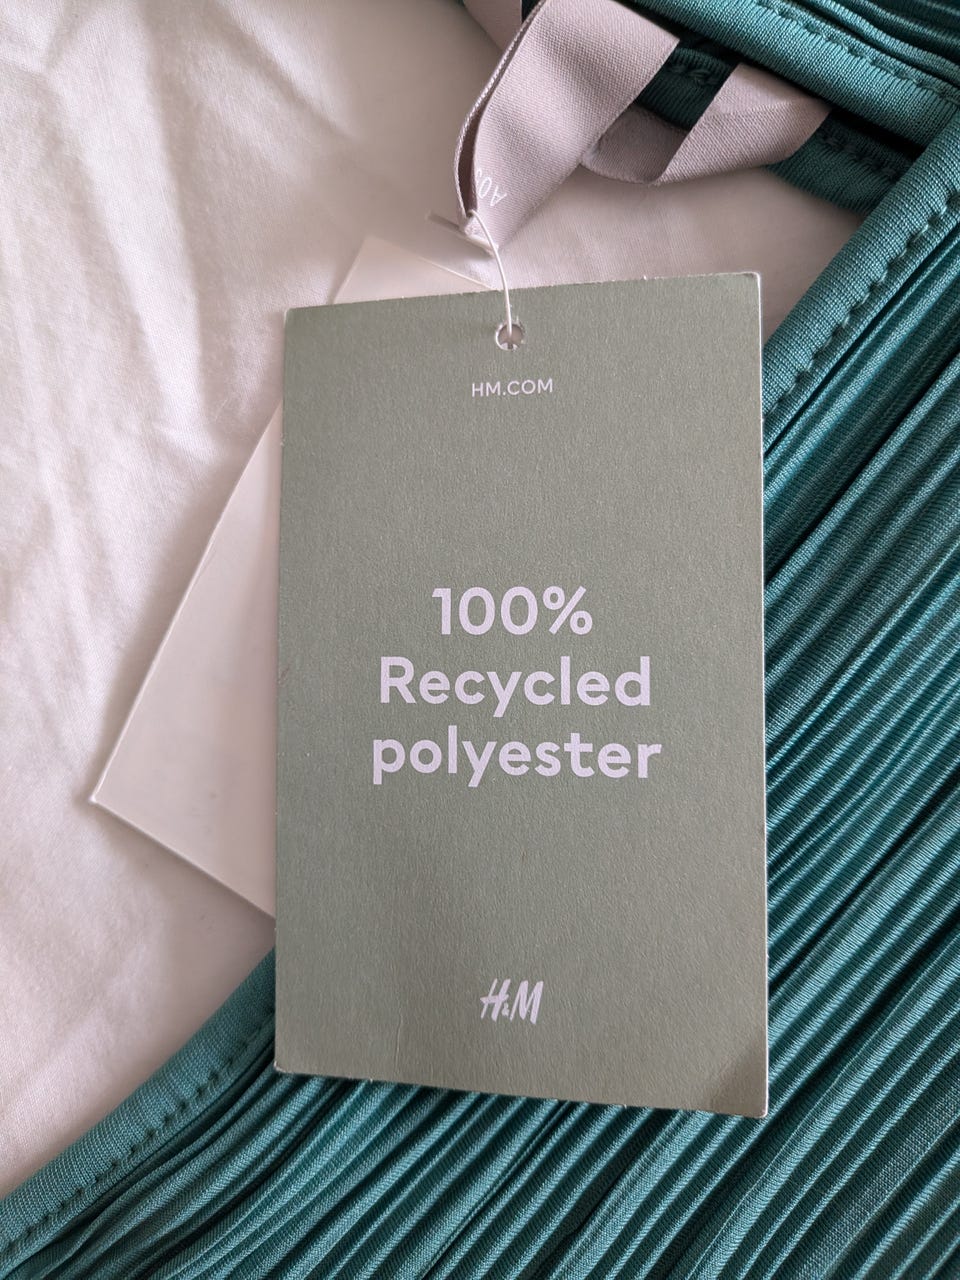 HM.COM
100%
Recycled
polyester
H&M